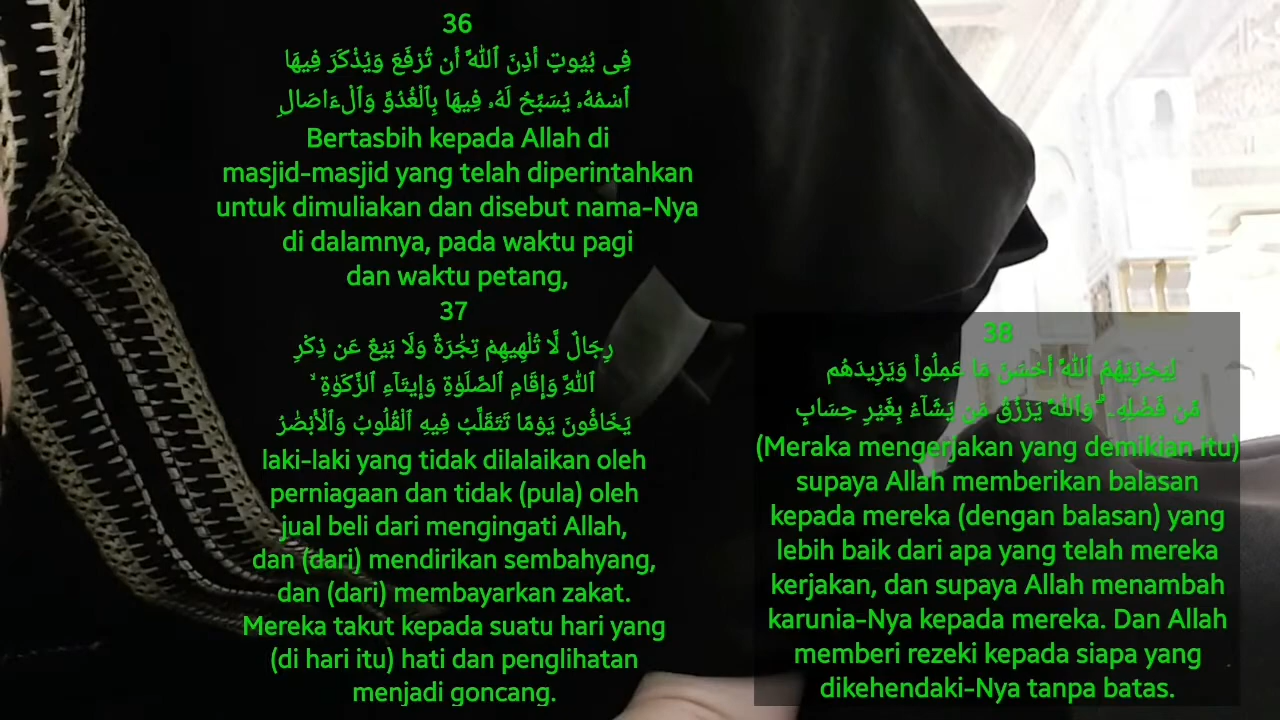 36
فِى بُيُوتٍ أَذِنَ ٱللَّهُ أَن تُرْفَعَ وَيُذْكَرَ فِيهَا
ٱسْمُهُۥ يُسَبِّحُ لَهُۥ فِيهَا بِٱلْغُدُوِّ وَٱلْءَاصَالِ
Bertasbih kepada Allah di
masjid-masjid yang telah diperintahkan
untuk dimuliakan dan disebut nama-Nya
di dalamnya, pada waktu pagi
dan waktu petang,
37
رِجَالٌ لَّا تُلْهِيهِمْ تِجَٰرَةٌ وَلَا بَيْعٌ عَن ذِكْرِ
ٱللَّهِ وَإِقَامِ ٱلصَّلَوٰةِ وَإِيتَآءِ ٱلزَّكَوٰةِ ۙ
يَخَافُونَ يَوْمًا تَتَقَلَّبُ فِيهِ ٱلْقُلُوبُ وَٱلْأَبْصَٰرُ
laki-laki yang tidak dilalaikan oleh
perniagaan dan tidak (pula) oleh
jual beli dari mengingati Allah,
dan (dari) mendirikan sembahyang,
dan (dari) membayarkan zakat.
Mereka takut kepada suatu hari yang
(di hari itu) hati dan penglihatan
menjadi goncang.
38
لِيَجْزِيَهُمُ ٱللَّهُ أَحْسَنَ مَا عَمِلُوا۟ وَيَزِيدَهُم
مِّن فَضْلِهِۦ ۗ وَٱللَّهُ يَرْزُقُ مَن يَشَآءُ بِغَيْرِ حِسَابٍ
(Meraka mengerjakan yang demikian itu)
supaya Allah memberikan balasan
kepada mereka (dengan balasan) yang
lebih baik dari apa yang telah mereka
kerjakan, dan supaya Allah menambah
karunia-Nya kepada mereka. Dan Allah
memberi rezeki kepada siapa yang
dikehendaki-Nya tanpa batas.